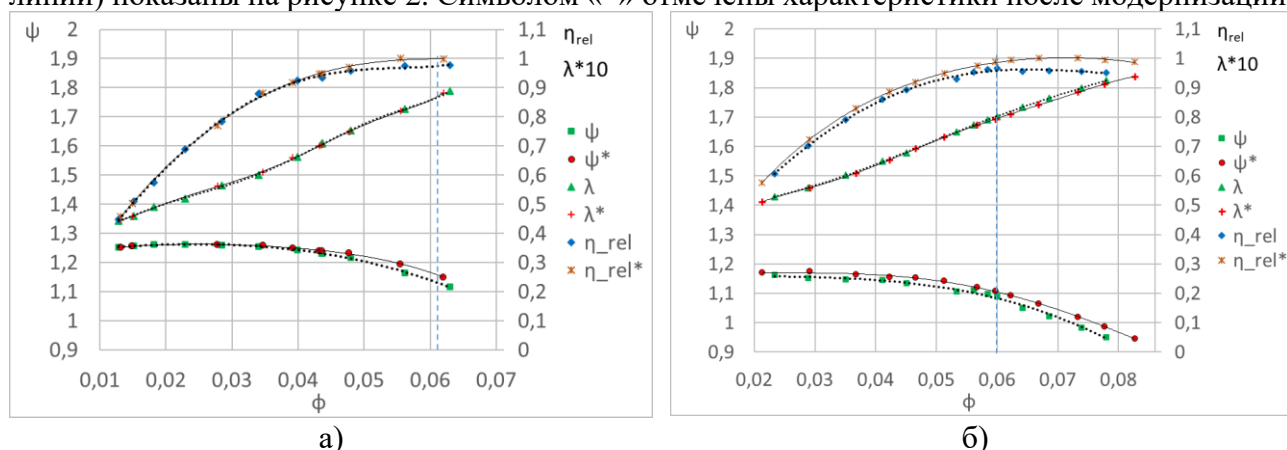 линии) показаны на рисунке 2. Символом «*» отмечены характеристики после модернизации
ψ 2 1,1 η_rel
1,9 1 λ*10
1,8 0,9
1,7 0,8
1,6 0,7
1,5 0,6
1,4 0,5
1,3 0,4
1,2 0,3
1,1 0,2
1 0,1
0,9 0
0,01 0,02 0,03 0,04 0,05 0,06 0,07
ϕ
ψ
ψ*
λ
λ*
η_rel
η_rel*
а)
ψ 2 1,1 η_rel
1,9 1 λ*10
1,8 0,9
1,7 0,8
1,6 0,7
1,5 0,6
1,4 0,5
1,3 0,4
1,2 0,3
1,1 0,2
1 0,1
0,9 0
0,02 0,03 0,04 0,05 0,06 0,07 0,08
ϕ
ψ
ψ*
λ
λ*
η_rel
η_rel*
б)